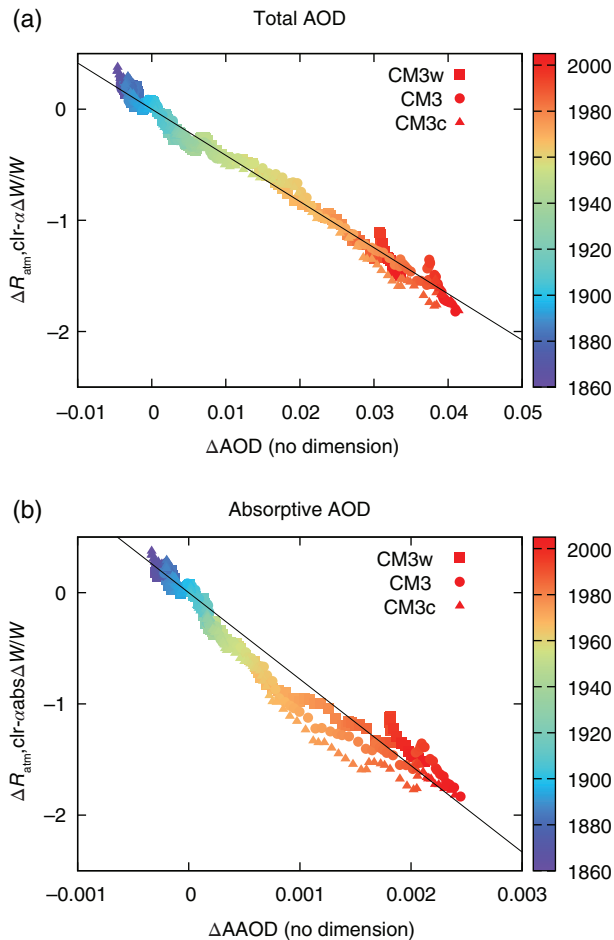 (a) Total AOD
CM3w
CM3
CM3c
0
−1
−2
−0.01 0 0.01 0.02 0.03 0.04 0.05
ΔAOD (no dimension)
ΔRatm,clr-αΔW/W
2000
1980
1960
1940
1920
1900
1880
1860
(b) Absorptive AOD
CM3w
CM3
CM3c
0
−1
−2
−0.001 0 0.001 0.002 0.003
ΔAAOD (no dimension)
ΔRatm,clr-αabsΔW/W
2000
1980
1960
1940
1920
1900
1880
1860